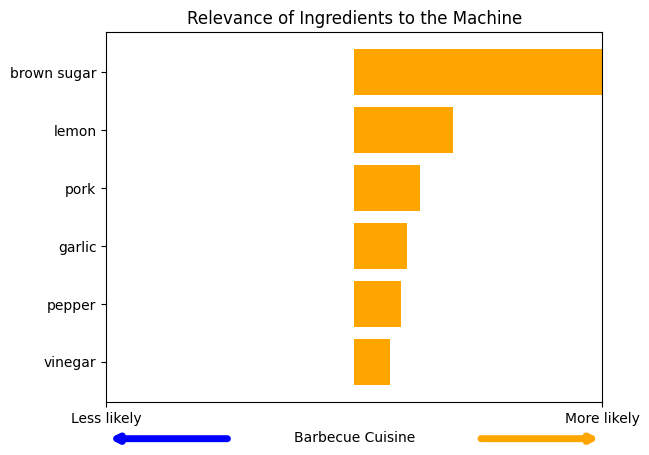 Relevance of Ingredients to the Machine
brown sugar
lemon
pork
garlic
pepper
vinegar
Less likely
More likely
Barbecue Cuisine